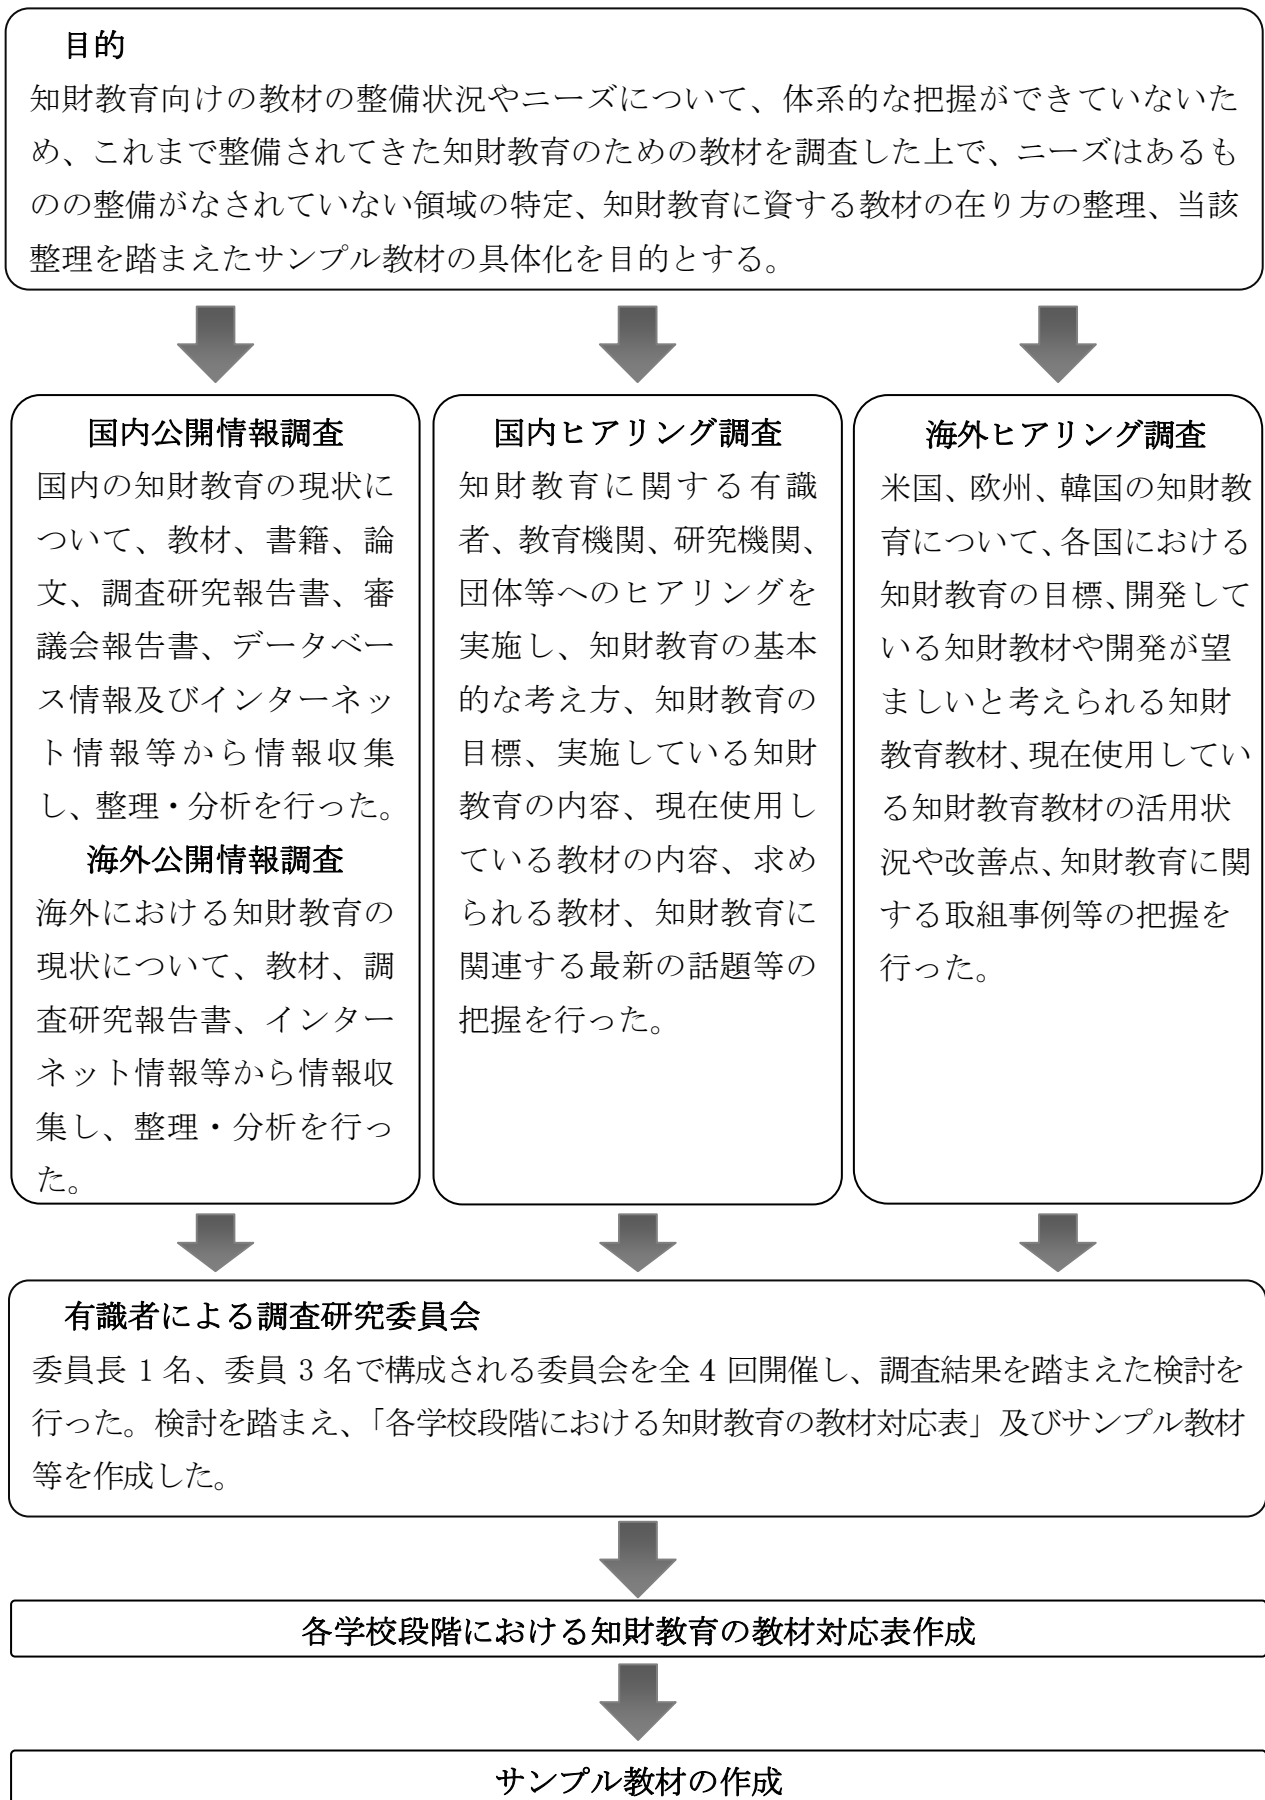 目的
知財教育向けの教材の整備状況やニーズについて、体系的な把握ができていないた
め、これまで整備されてきた知財教育のための教材を調査した上で、ニーズはあるも
のの整備がなされていない領域の特定、知財教育に資する教材の在り方の整理、当該
整理を踏まえたサンプル教材の具体化を目的とする。
国内公開情報調査
国内の知財教育の現状に
ついて、教材、書籍、論
文、調査研究報告書、審
議会報告書、データベー
ス情報及びインターネッ
ト情報等から情報収集
し、整理・分析を行った。
海外公開情報調査
海外における知財教育の
現状について、教材、調
査研究報告書、インター
ネット情報等から情報収
集し、整理・分析を行っ
た。
国内ヒアリング調査
知財教育に関する有識
者、教育機関、研究機関、
団体等へのヒアリングを
実施し、知財教育の基本
的な考え方、知財教育の
目標、実施している知財
教育の内容、現在使用し
ている教材の内容、求め
られる教材、知財教育に
関連する最新の話題等の
把握を行った。
海外ヒアリング調査
米国、欧州、韓国の知財教
育について、各国における
知財教育の目標、開発して
いる知財教材や開発が望
ましいと考えられる知財
教育教材、現在使用してい
る知財教育教材の活用状
況や改善点、知財教育に関
する取組事例等の把握を
行った。
有識者による調査研究委員会
委員長 1 名、委員 3 名で構成される委員会を全 4 回開催し、調査結果を踏まえた検討を
行った。検討を踏まえ、「各学校段階における知財教育の教材対応表」及びサンプル教材
等を作成した。
各学校段階における知財教育の教材対応表作成
サンプル教材の作成